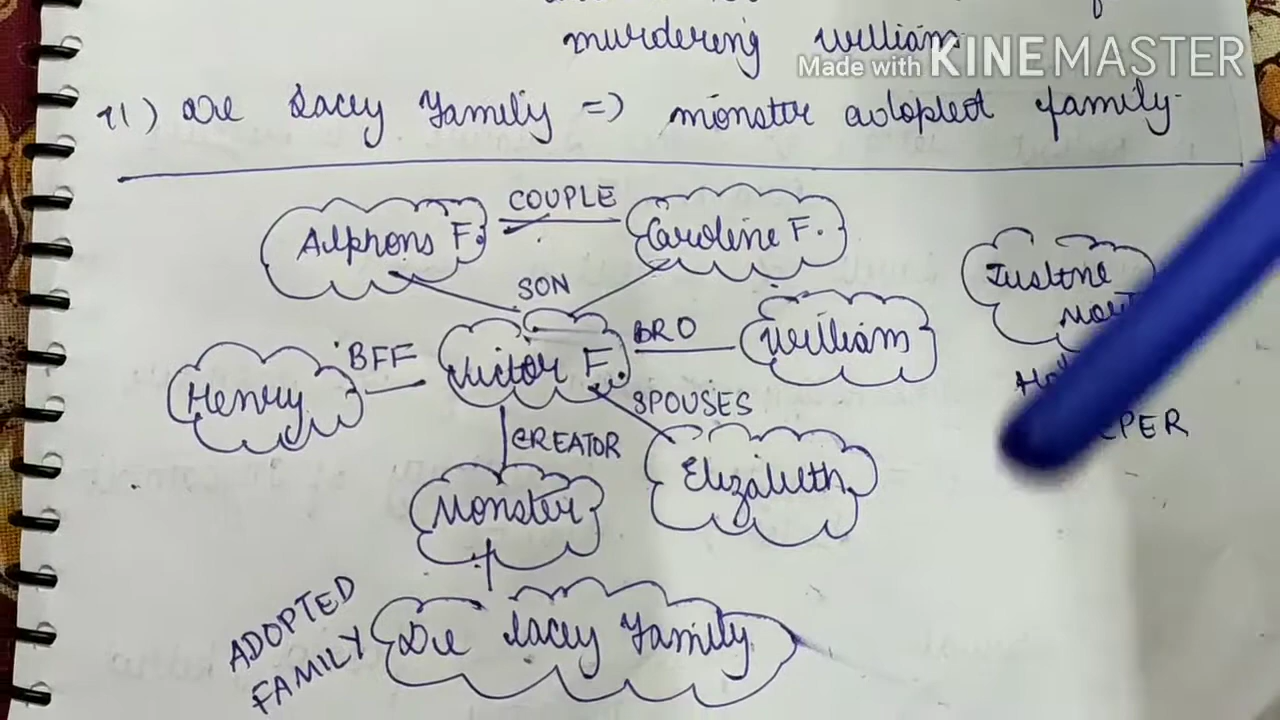 murdering william
Made with KINEMASTER
11) De Lacey Family => monster adopted family.
COUPLE
Alphons F.
Caroline F.
SON
Justine
BRO
William
BFF
Victor F.
Henry
SPOUSES
CREATOR
Elizabeth
Monster
ADOPTED
FAMILY
De Lacey Family